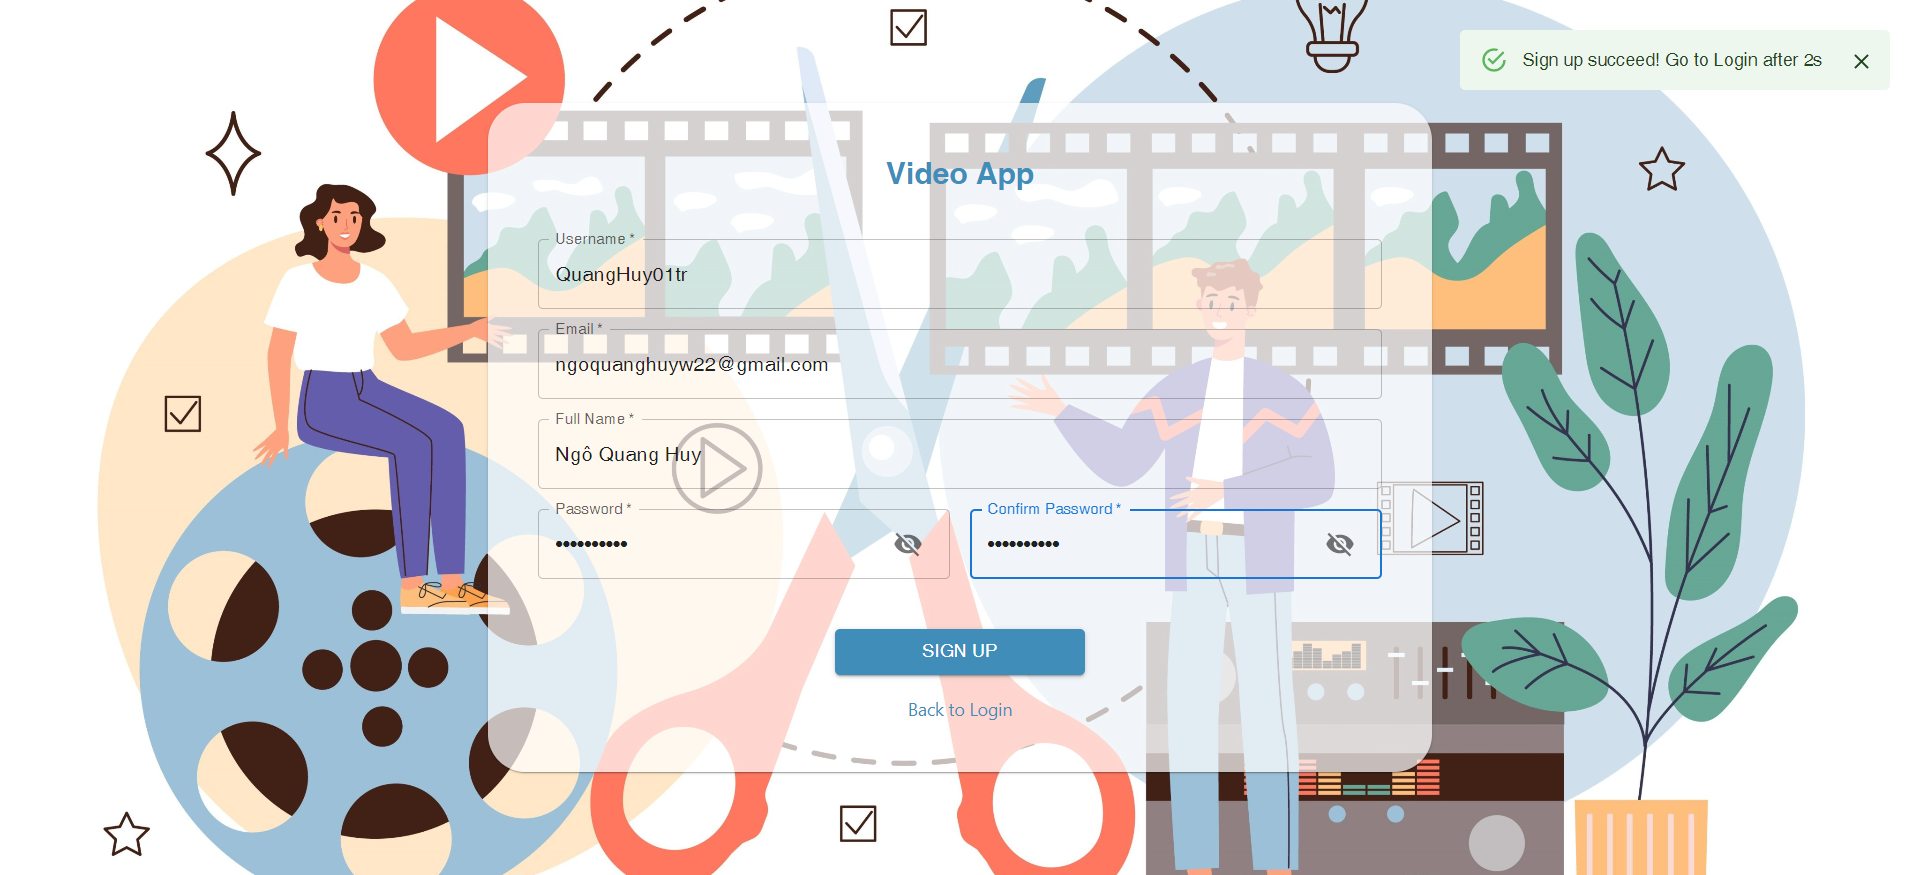 Sign up succeed! Go to Login after 2s
Video App
Username *
QuangHuy01tr
Email *
ngoquanghuyw22@gmail.com
Full Name *
Ngô Quang Huy
Password *
••••••••••
Confirm Password *
••••••••••
SIGN UP
Back to Login